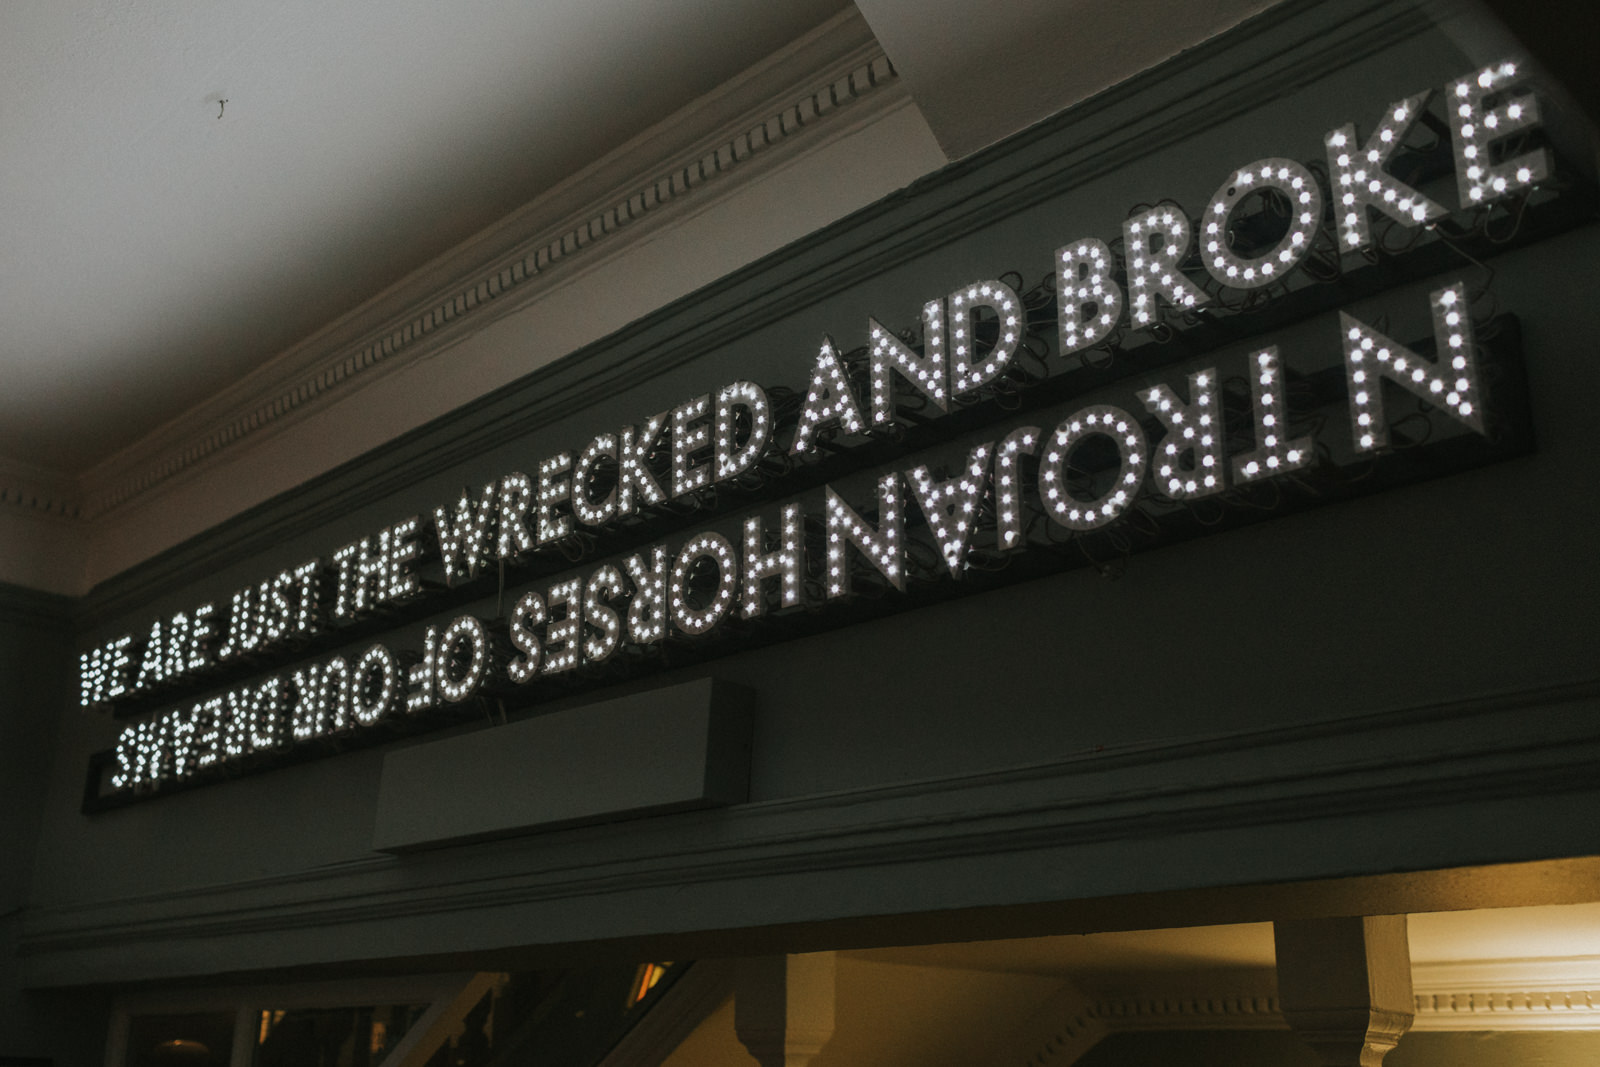 WE ARE JUST THE WRECKED AND BROKE
N TROJAN HORSES OF OUR DREAMS